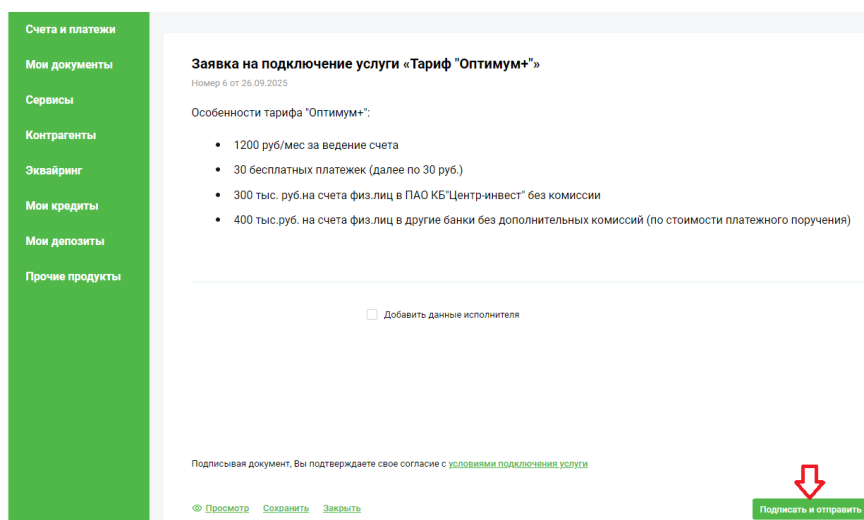 Счета и платежи
Мои документы
Сервисы
Контрагенты
Эквайринг
Мои кредиты
Мои депозиты
Прочие продукты
Заявка на подключение услуги «Тариф "Оптимум+"»
Номер 6 от 26.09.2025
Особенности тарифа "Оптимум+":
• 1200 руб/мес за ведение счета
• 30 бесплатных платежек (далее по 30 руб.)
• 300 тыс. руб.на счета физ.лиц в ПАО КБ"Центр-инвест" без комиссии
• 400 тыс.руб. на счета физ.лиц в другие банки без дополнительных комиссий (по стоимости платежного поручения)
Добавить данные исполнителя
Подписывая документ, Вы подтверждаете свое согласие с условиями подключения услуги
Просмотр Сохранить Закрыть
Подписать и отправить